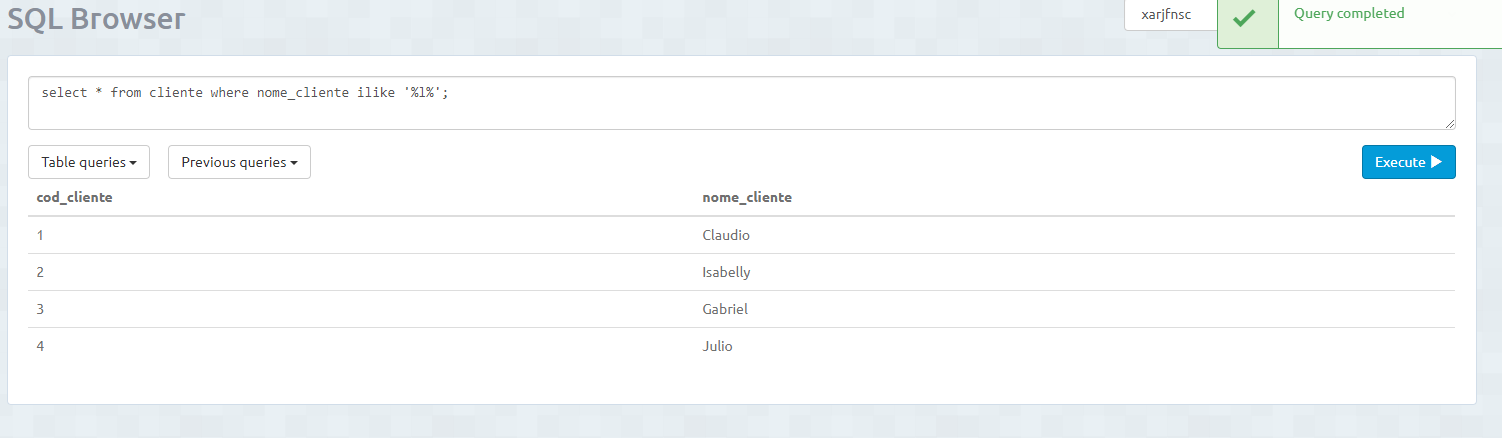 SQL Browser
xarjfnsc
Query completed
select * from cliente where nome_cliente ilike '%l%';
Table queries
Previous queries
Execute
cod_cliente nome_cliente
1 Claudio
2 Isabelly
3 Gabriel
4 Julio